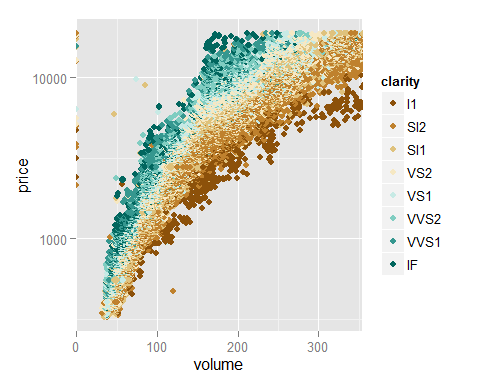 price
10000
1000
0
100
200
300
volume
clarity
I1
SI2
SI1
VS2
VS1
VVS2
VVS1
IF